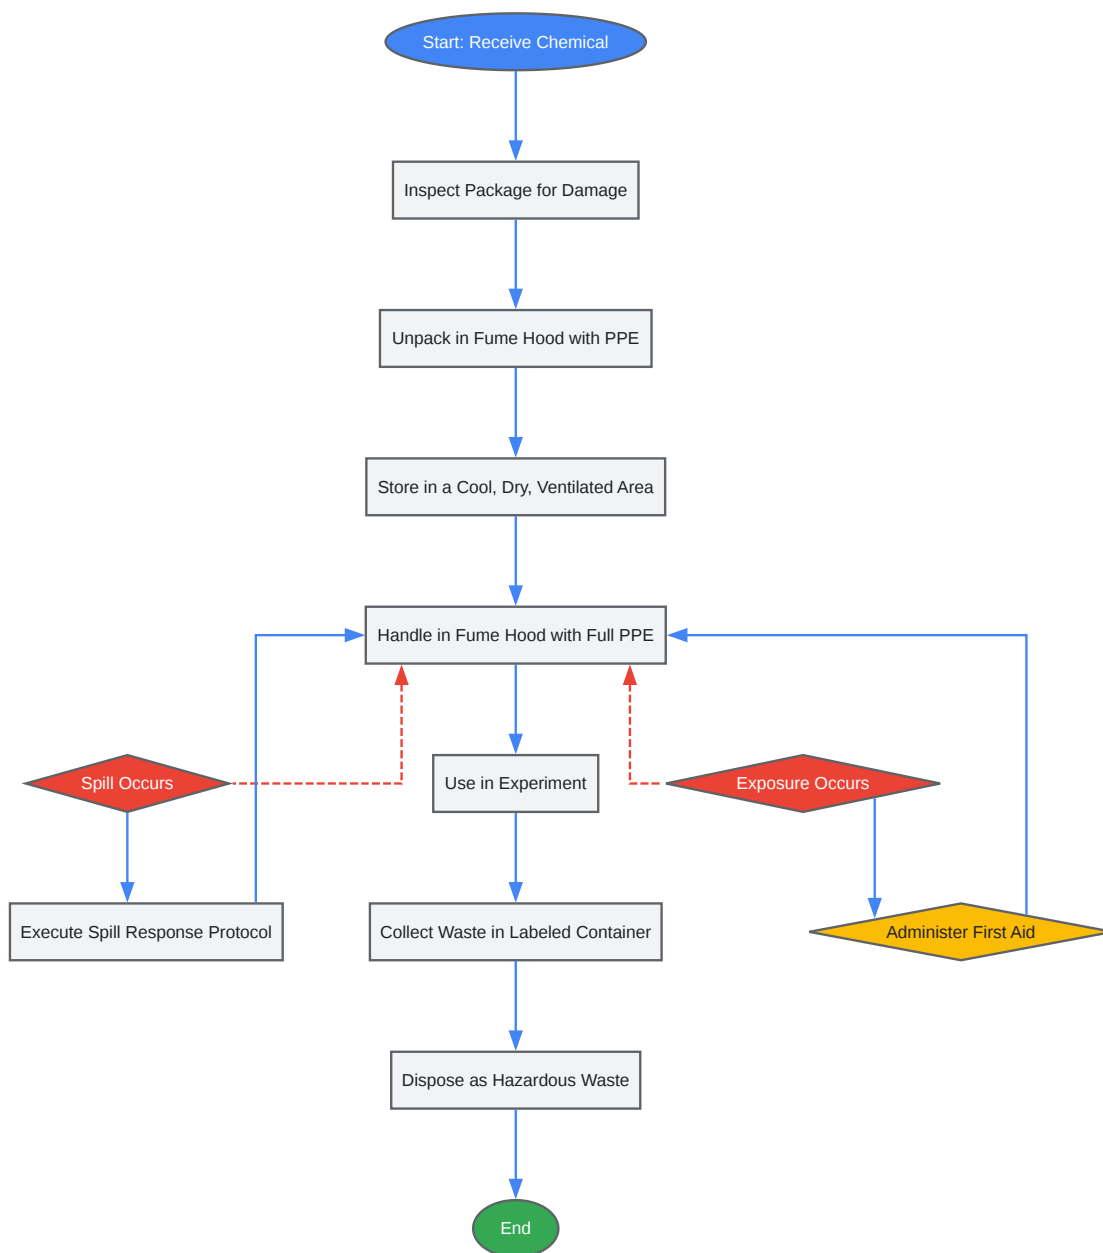 Start: Receive Chemical
Inspect Package for Damage
Unpack in Fume Hood with PPE
Store in a Cool, Dry, Ventilated Area
Handle in Fume Hood with Full PPE
Spill Occurs
Use in Experiment
Exposure Occurs
Execute Spill Response Protocol
Collect Waste in Labeled Container
Administer First Aid
Dispose as Hazardous Waste
End